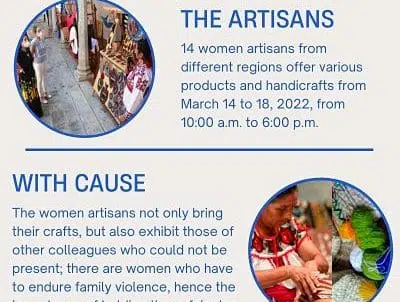 THE ARTISANS
14 women artisans from
different regions offer various
products and handicrafts from
March 14 to 18, 2022, from
10:00 a.m. to 6:00 p.m.
WITH CAUSE
The women artisans not only bring
their crafts, but also exhibit those of
other colleagues who could not be
present; there are women who have
to endure family violence, hence the